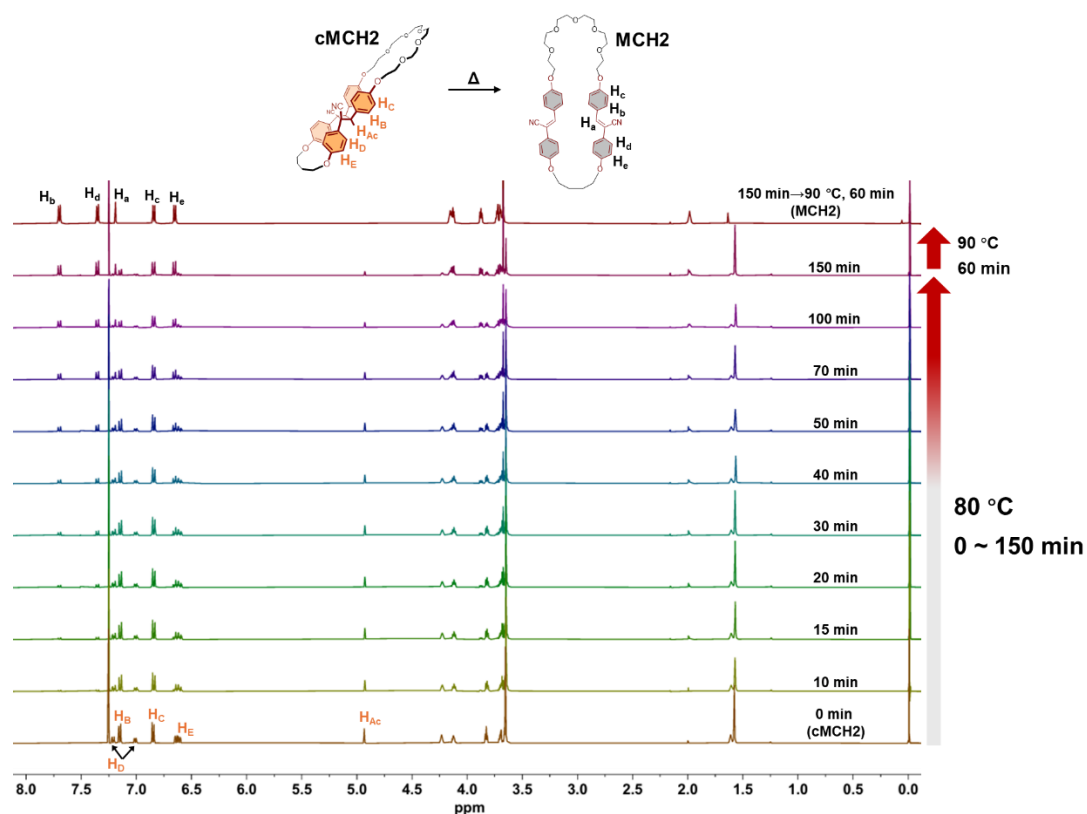 cMCH2
MCH2
Δ
O
O
O
O
O
O
O
O
O
O
O
O
O
O
NC
NC
NC
CN
O
O
O
O
H_C
H_B
H_Ac
H_D
H_E
H_c
H_b
H_a
H_d
H_e
H_b
H_d
H_a
H_c
H_e
150 min→90 °C, 60 min
(MCH2)
90 °C
60 min
150 min
100 min
70 min
50 min
40 min
30 min
20 min
15 min
10 min
0 min
(cMCH2)
80 °C
0 ~ 150 min
H_B
H_C
H_E
H_Ac
H_D
8.0 7.5 7.0 6.5 6.0 5.5 5.0 4.5 4.0 3.5 3.0 2.5 2.0 1.5 1.0 0.5 0.0
ppm